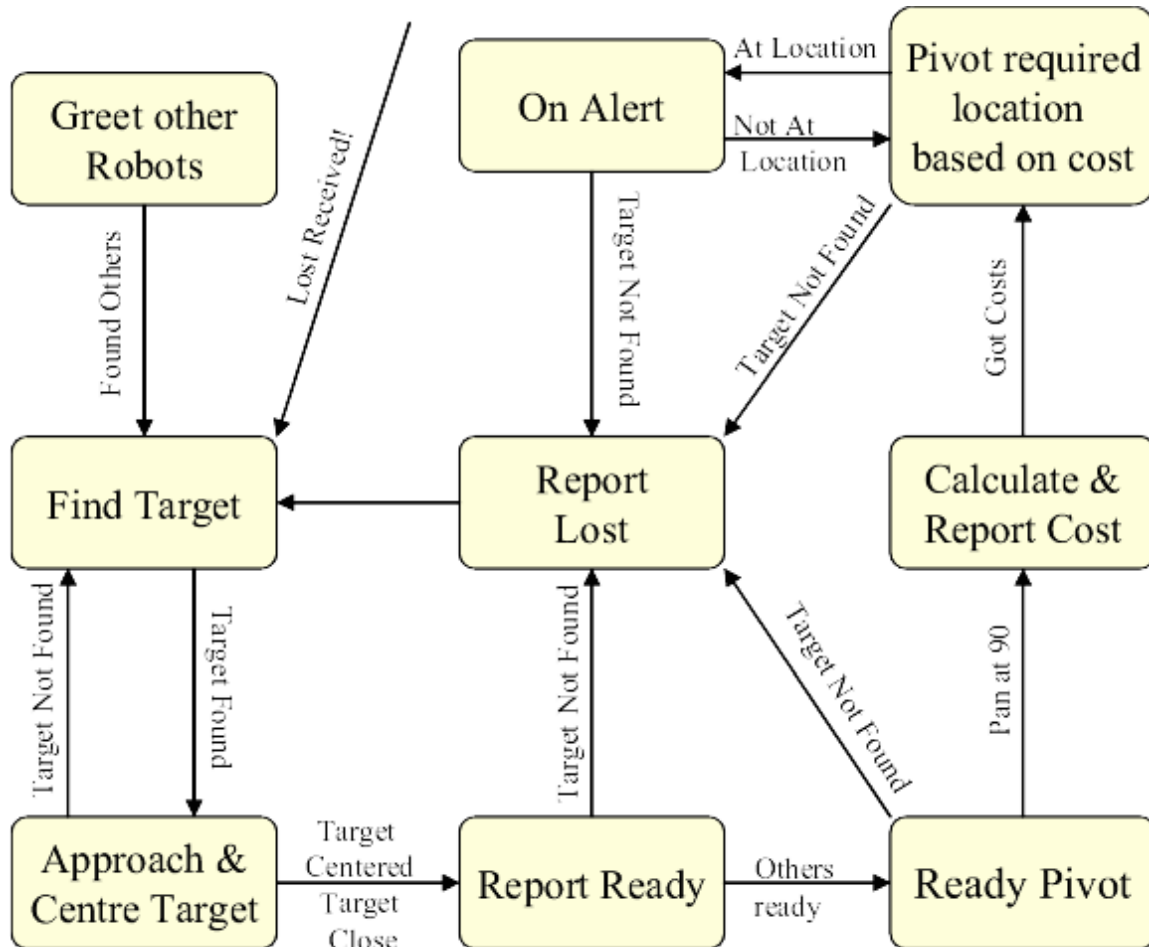 Greet other
Robots
Lost Received!
On Alert
At Location
Not At
Location
Pivot required
location
based on cost
Found Others
Target Not Found
Target Not Found
Got Costs
Find Target
Report
Lost
Calculate &
Report Cost
Target Not Found
Target Found
Target Not Found
Target Not Found
Pan at 90
Approach &
Centre Target
Target
Centered
Target
Close
Report Ready
Others
ready
Ready Pivot